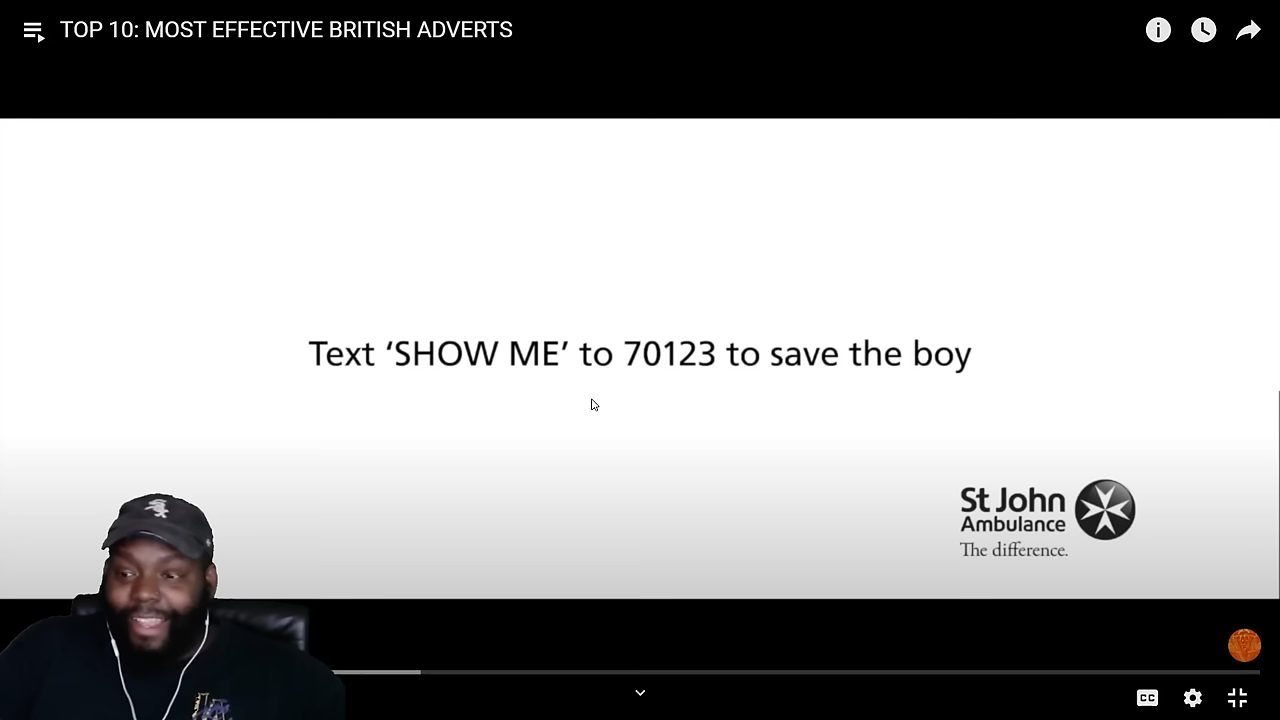 TOP 10: MOST EFFECTIVE BRITISH ADVERTS
Text ‘SHOW ME’ to 70123 to save the boy
St John
Ambulance
The difference.
CC